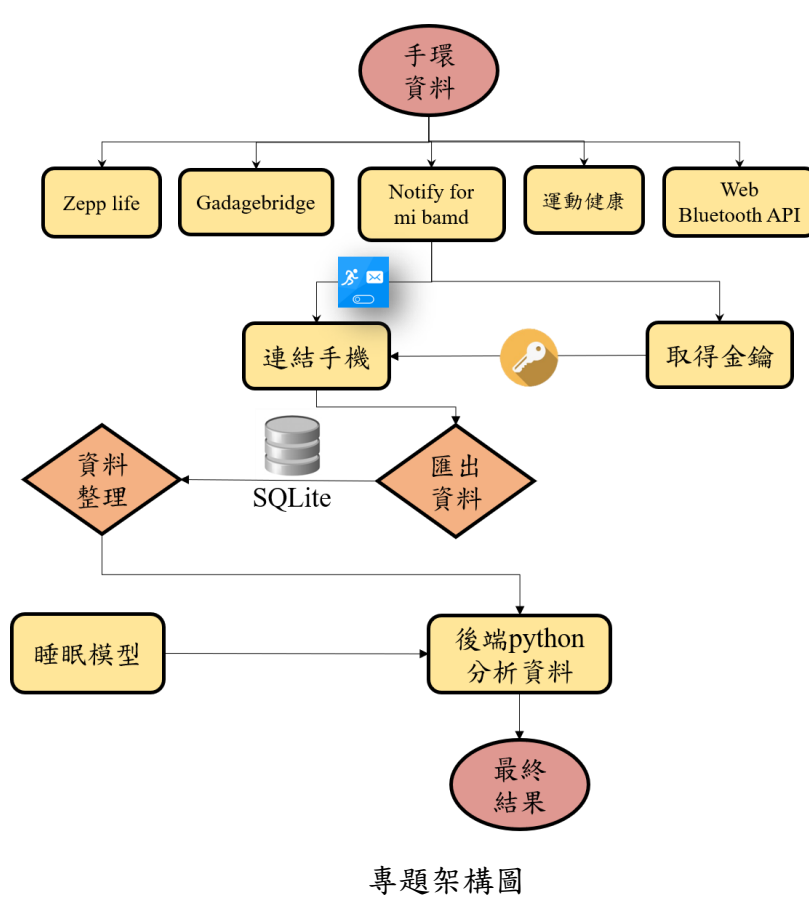 手環
資料
Zepp life
Gadagebridge
Notify for
mi bamd
運動健康
Web
Bluetooth API
連結手機
取得金鑰
資料
整理
SQLite
匯出
資料
睡眠模型
後端python
分析資料
最終
結果
專題架構圖